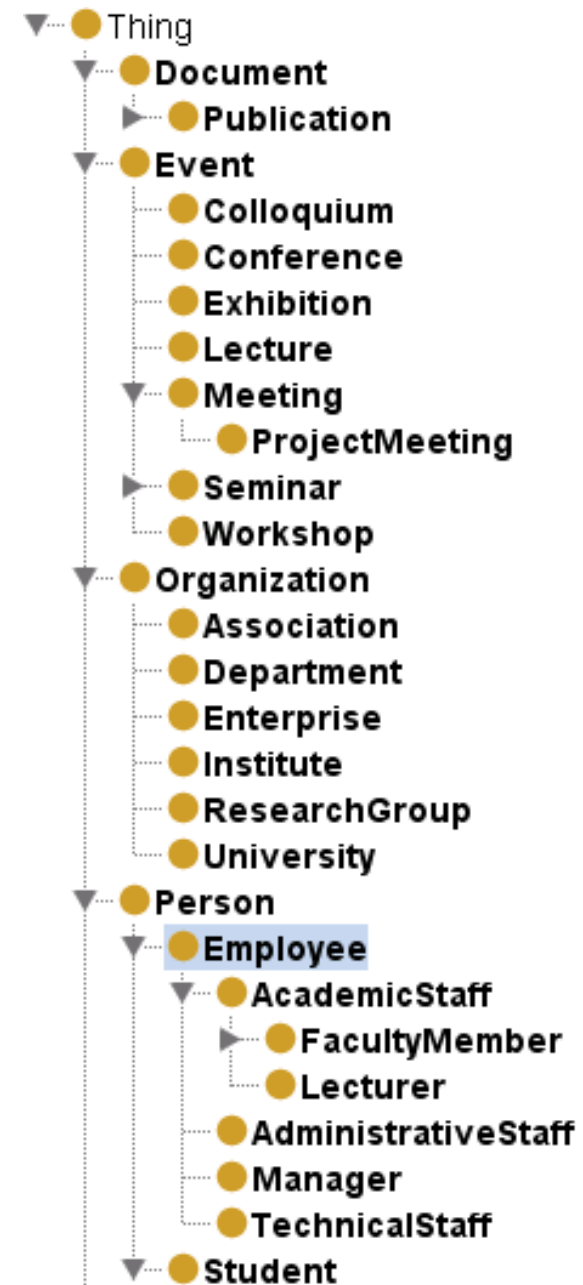 Thing
Document
Publication
Event
Colloquium
Conference
Exhibition
Lecture
Meeting
ProjectMeeting
Seminar
Workshop
Organization
Association
Department
Enterprise
Institute
ResearchGroup
University
Person
Employee
AcademicStaff
FacultyMember
Lecturer
AdministrativeStaff
Manager
TechnicalStaff
Student